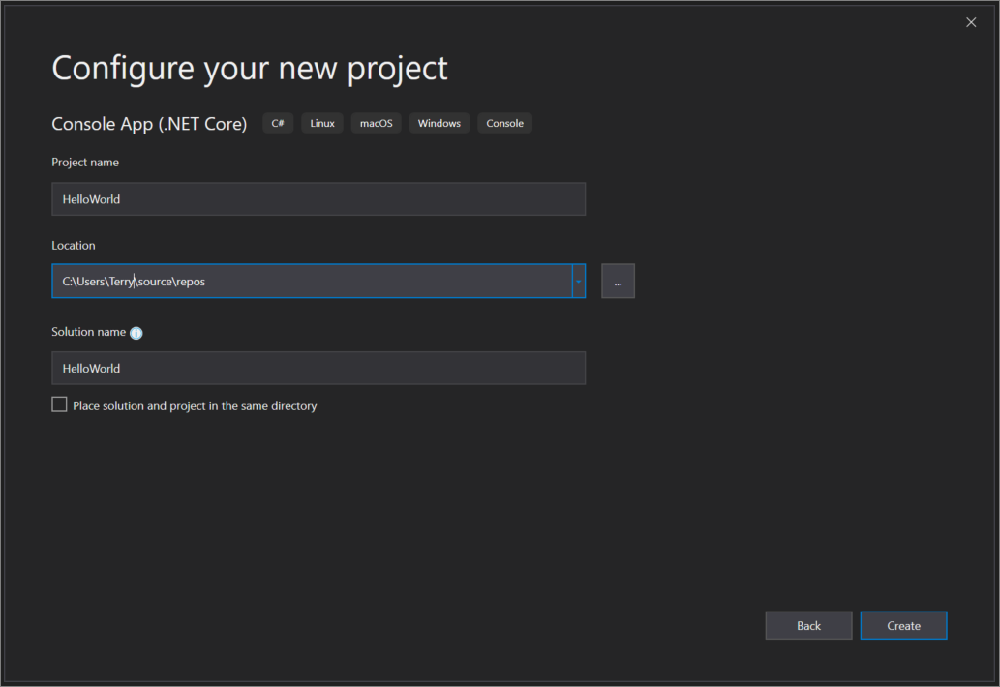 Configure your new project
Console App (.NET Core) C# Linux macOS Windows Console
Project name
HelloWorld
Location
C:\Users\Terry\source\repos
...
Solution name
HelloWorld
Place solution and project in the same directory
Back Create